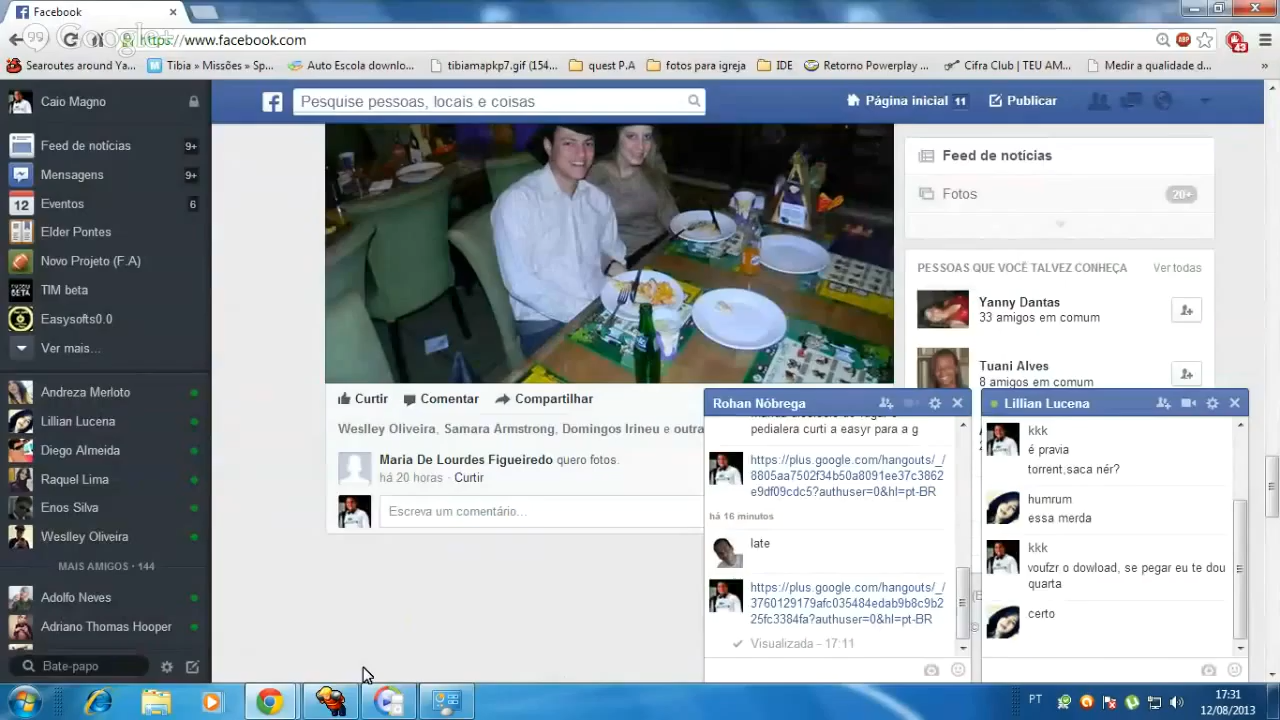 Facebook
Google+
https://www.facebook.com
43
Searoutes around Ya...
Tibia » Missões » Sp...
Auto Escola downlo...
tibiamapkp7.gif (154...
quest P.A
fotos para igreja
IDE
Retorno Powerplay ...
Cifra Club | TEU AM...
Medir a qualidade d...
Caio Magno
Pesquise pessoas, locais e coisas
Página inicial 11
Publicar
Feed de notícias 9+
Mensagens 9+
12 Eventos 6
Elder Pontes
Novo Projeto (F.A)
TIM beta
Easysofts0.0
Ver mais...
Andreza Merloto
Lillian Lucena
Diego Almeida
Raquel Lima
Enos Silva
Weslley Oliveira
MAIS AMIGOS · 144
Adolfo Neves
Adriano Thomas Hooper
Bate-papo
Curtir
Comentar
Compartilhar
Weslley Oliveira, Samara Armstrong, Domingos Irineu e outra
Maria De Lourdes Figueiredo quero fotos.
há 20 horas · Curtir
Escreva um comentário...
Feed de notícias
Fotos 20+
PESSOAS QUE VOCÊ TALVEZ CONHEÇA Ver todas
Yanny Dantas
33 amigos em comum
Tuani Alves
8 amigos em comum
Rohan Nóbrega
pedialera curti a easyr para a g
https://plus.google.com/hangouts/_/
8805aa7502f34b50a8091ee37c3862
e9df09cdc5?authuser=0&hl=pt-BR
há 16 minutos
late
https://plus.google.com/hangouts/_/
3760129179afc035484edab9b8c9b2
25fc3384fa?authuser=0&hl=pt-BR
Visualizada - 17:11
Lillian Lucena
kkk
é pravia
torrent,saca nér?
humrum
essa merda
kkk
voufzr o dowload, se pegar eu te dou
quarta
certo
PT
17:31
12/08/2013